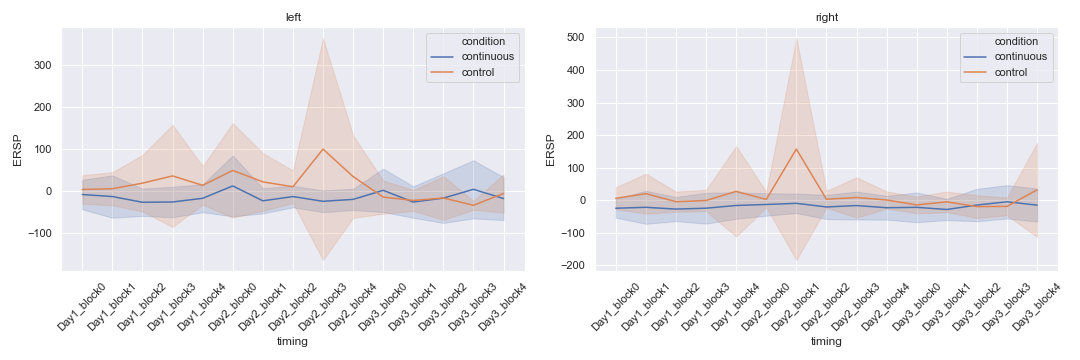 left
ERSP
300
200
100
0
−100
condition
continuous
control
Day1_block0
Day1_block1
Day1_block2
Day1_block3
Day1_block4
Day2_block0
Day2_block1
Day2_block2
Day2_block3
Day2_block4
Day3_block0
Day3_block1
Day3_block2
Day3_block3
Day3_block4
timing
right
ERSP
500
400
300
200
100
0
−100
−200
condition
continuous
control
Day1_block0
Day1_block1
Day1_block2
Day1_block3
Day1_block4
Day2_block0
Day2_block1
Day2_block2
Day2_block3
Day2_block4
Day3_block0
Day3_block1
Day3_block2
Day3_block3
Day3_block4
timing